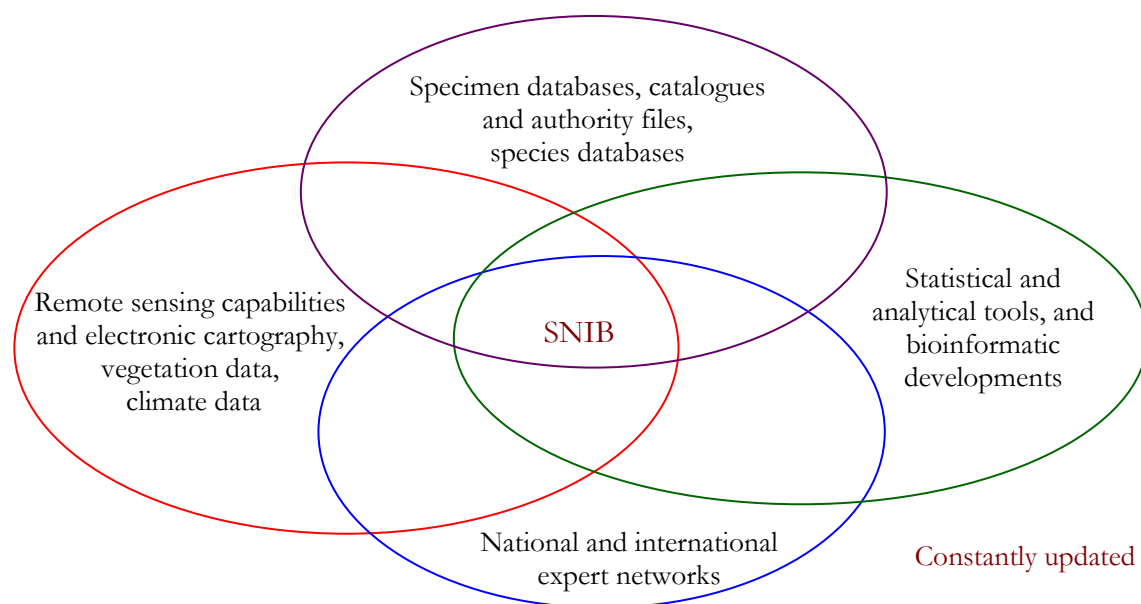 Specimen databases, catalogues
and authority files,
species databases
Remote sensing capabilities
and electronic cartography,
vegetation data,
climate data
SNIB
Statistical and
analytical tools, and
bioinformatic
developments
National and international
expert networks
Constantly updated